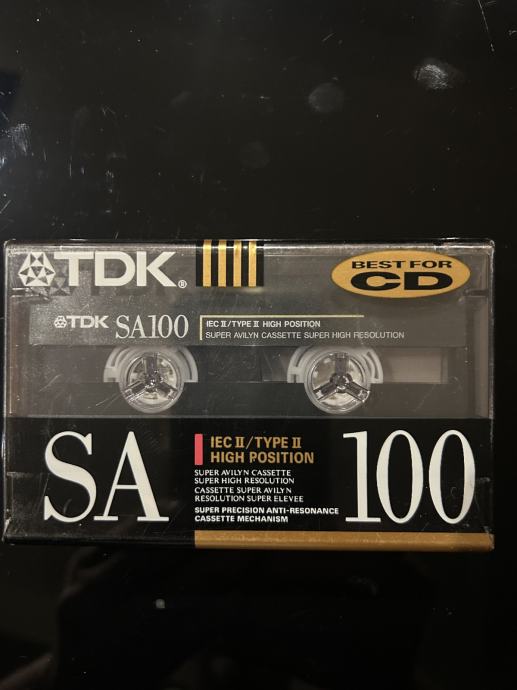 TDK®
BEST FOR
CD
TDK SA100
IEC II/TYPE II HIGH POSITION
SUPER AVILYN CASSETTE SUPER HIGH RESOLUTION
SA
IEC II/TYPE II
HIGH POSITION
SUPER AVILYN CASSETTE
SUPER HIGH RESOLUTION
CASSETTE SUPER AVILYN
RESOLUTION SUPER ELEVEE
SUPER PRECISION ANTI-RESONANCE
CASSETTE MECHANISM
100